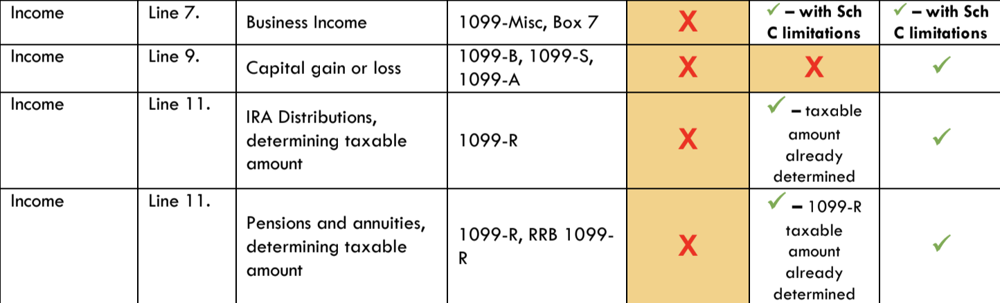 Income Line 7. Business Income 1099-Misc, Box 7 X ✓ – with Sch C limitations ✓ – with Sch C limitations
Income Line 9. Capital gain or loss 1099-B, 1099-S, 1099-A X X ✓
Income Line 11. IRA Distributions, determining taxable amount 1099-R X ✓ – taxable amount already determined ✓
Income Line 11. Pensions and annuities, determining taxable amount 1099-R, RRB 1099-R X ✓ – 1099-R taxable amount already determined ✓